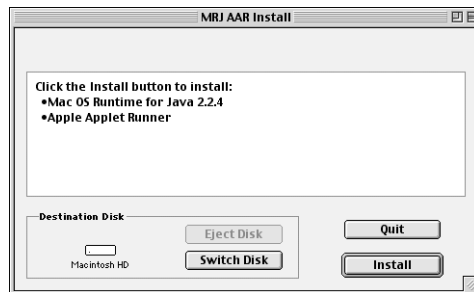 MRJ AAR Install
Click the Install button to install:
•Mac OS Runtime for Java 2.2.4
•Apple Applet Runner
Destination Disk
Eject Disk
Quit
Macintosh HD
Switch Disk
Install